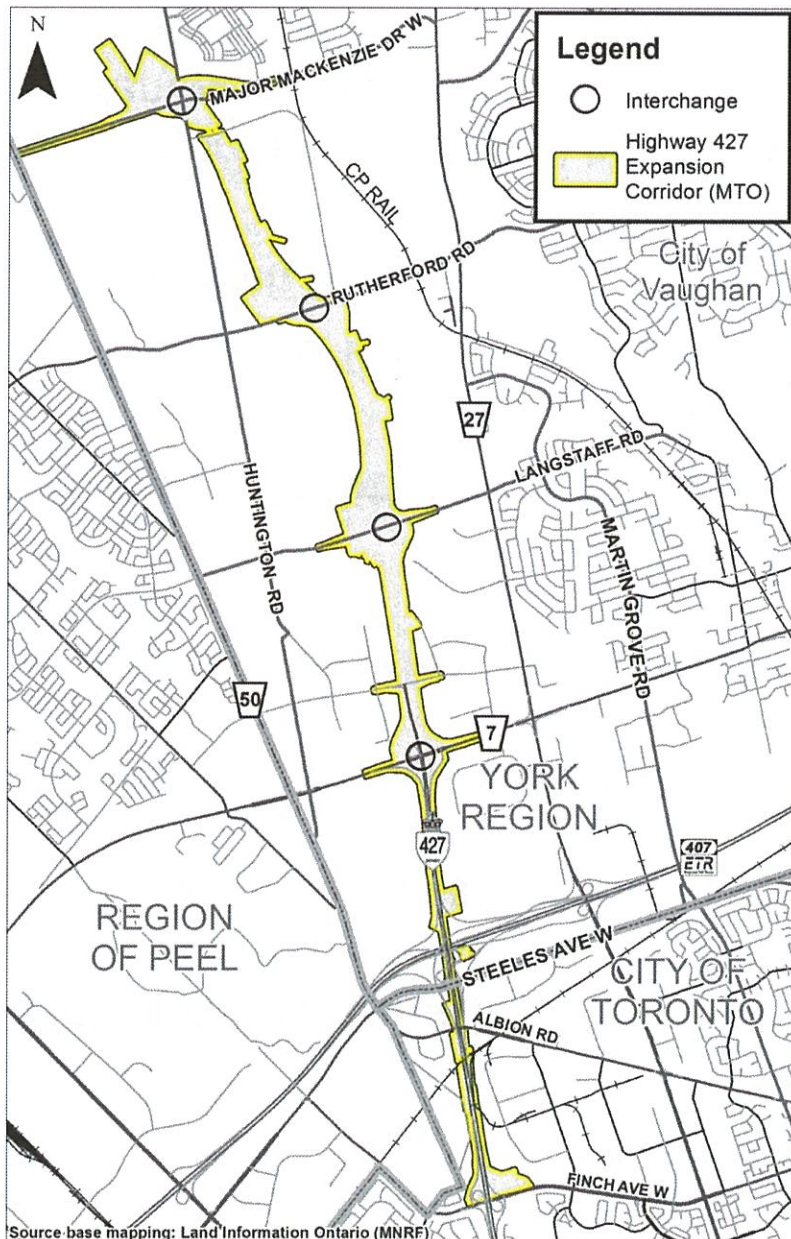 N
Legend
Interchange
Highway 427
Expansion
Corridor (MTO)
MAJOR MACKENZIE DR W
CP RAIL
RUTHERFORD RD
City of
Vaughan
27
LANGSTAFF RD
HUNTINGTON RD
MARTIN GROVE RD
50
7
YORK
REGION
427
407
ETR
REGION
OF PEEL
STEELES AVE W
CITY OF
TORONTO
ALBION RD
FINCH AVE W
Source base mapping: Land Information Ontario (MNRF)